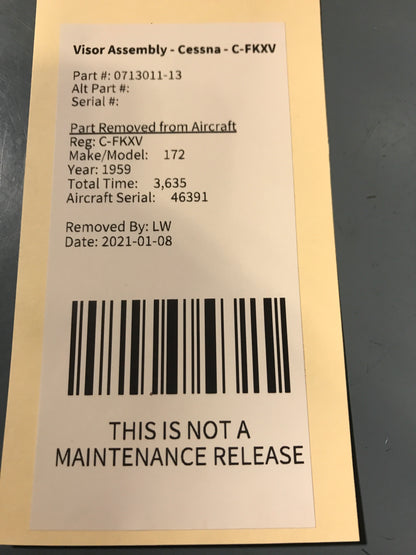 Visor Assembly - Cessna - C-FKXV
Part #: 0713011-13
Alt Part #:
Serial #:
Part Removed from Aircraft
Reg: C-FKXV
Make/Model: 172
Year: 1959
Total Time: 3,635
Aircraft Serial: 46391
Removed By: LW
Date: 2021-01-08
THIS IS NOT A
MAINTENANCE RELEASE